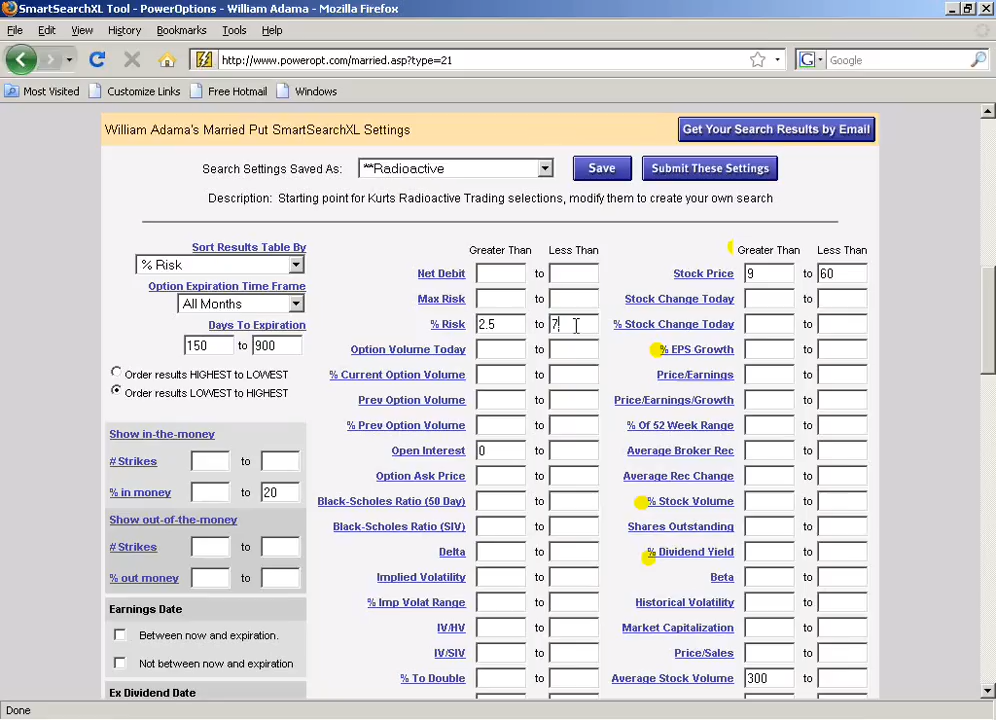 SmartSearchXL Tool - PowerOptions - William Adama - Mozilla Firefox
File Edit View History Bookmarks Tools Help
http://www.poweropt.com/married.asp?type=21
G Google
Most Visited Customize Links Free Hotmail Windows
William Adama's Married Put SmartSearchXL Settings
Get Your Search Results by Email
Search Settings Saved As: **Radioactive Save Submit These Settings
Description: Starting point for Kurts Radioactive Trading selections, modify them to create your own search
Sort Results Table By
% Risk
Option Expiration Time Frame
All Months
Days To Expiration
150 to 900
Order results HIGHEST to LOWEST
Order results LOWEST to HIGHEST
Show in-the-money
# Strikes to
% in money to 20
Show out-of-the-money
# Strikes to
% out money to
Earnings Date
Between now and expiration.
Not between now and expiration
Ex Dividend Date
Greater Than Less Than
Net Debit to
Max Risk to
% Risk 2.5 to 7
Option Volume Today to
% Current Option Volume to
Prev Option Volume to
% Prev Option Volume to
Open Interest 0 to
Option Ask Price to
Black-Scholes Ratio (50 Day) to
Black-Scholes Ratio (SIV) to
Delta to
Implied Volatility to
% Imp Volat Range to
IV/HV to
IV/SIV to
% To Double to
Greater Than Less Than
Stock Price 9 to 60
Stock Change Today to
% Stock Change Today to
% EPS Growth to
Price/Earnings to
Price/Earnings/Growth to
% Of 52 Week Range to
Average Broker Rec to
Average Rec Change to
% Stock Volume to
Shares Outstanding to
% Dividend Yield to
Beta to
Historical Volatility to
Market Capitalization to
Price/Sales to
Average Stock Volume 300 to
Done